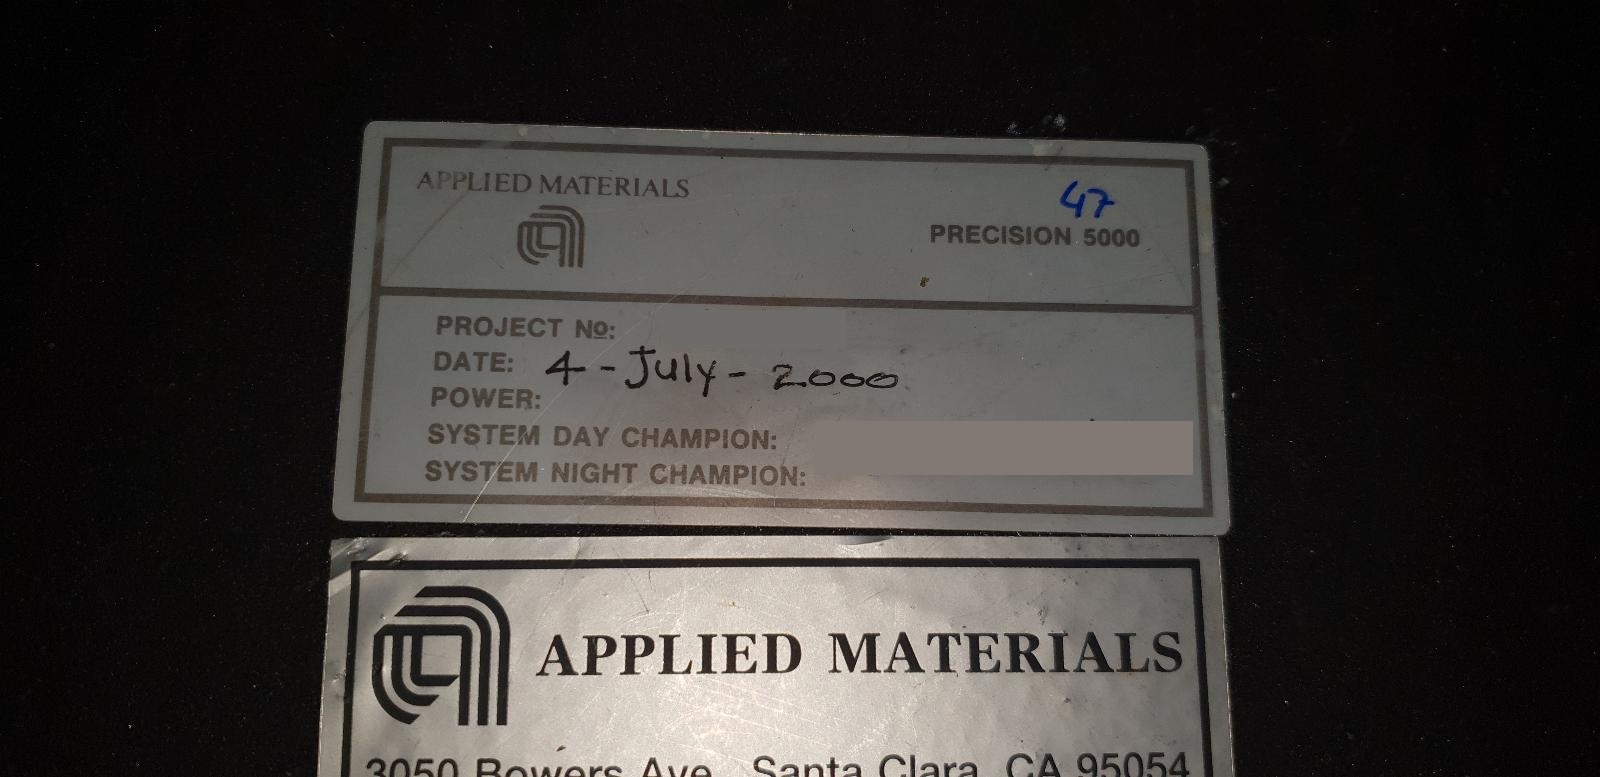 APPLIED MATERIALS
47
PRECISION 5000
PROJECT Nº:
DATE: 4-July-2000
POWER:
SYSTEM DAY CHAMPION:
SYSTEM NIGHT CHAMPION:
APPLIED MATERIALS
3050 Bowers Ave. Santa Clara, CA 95054